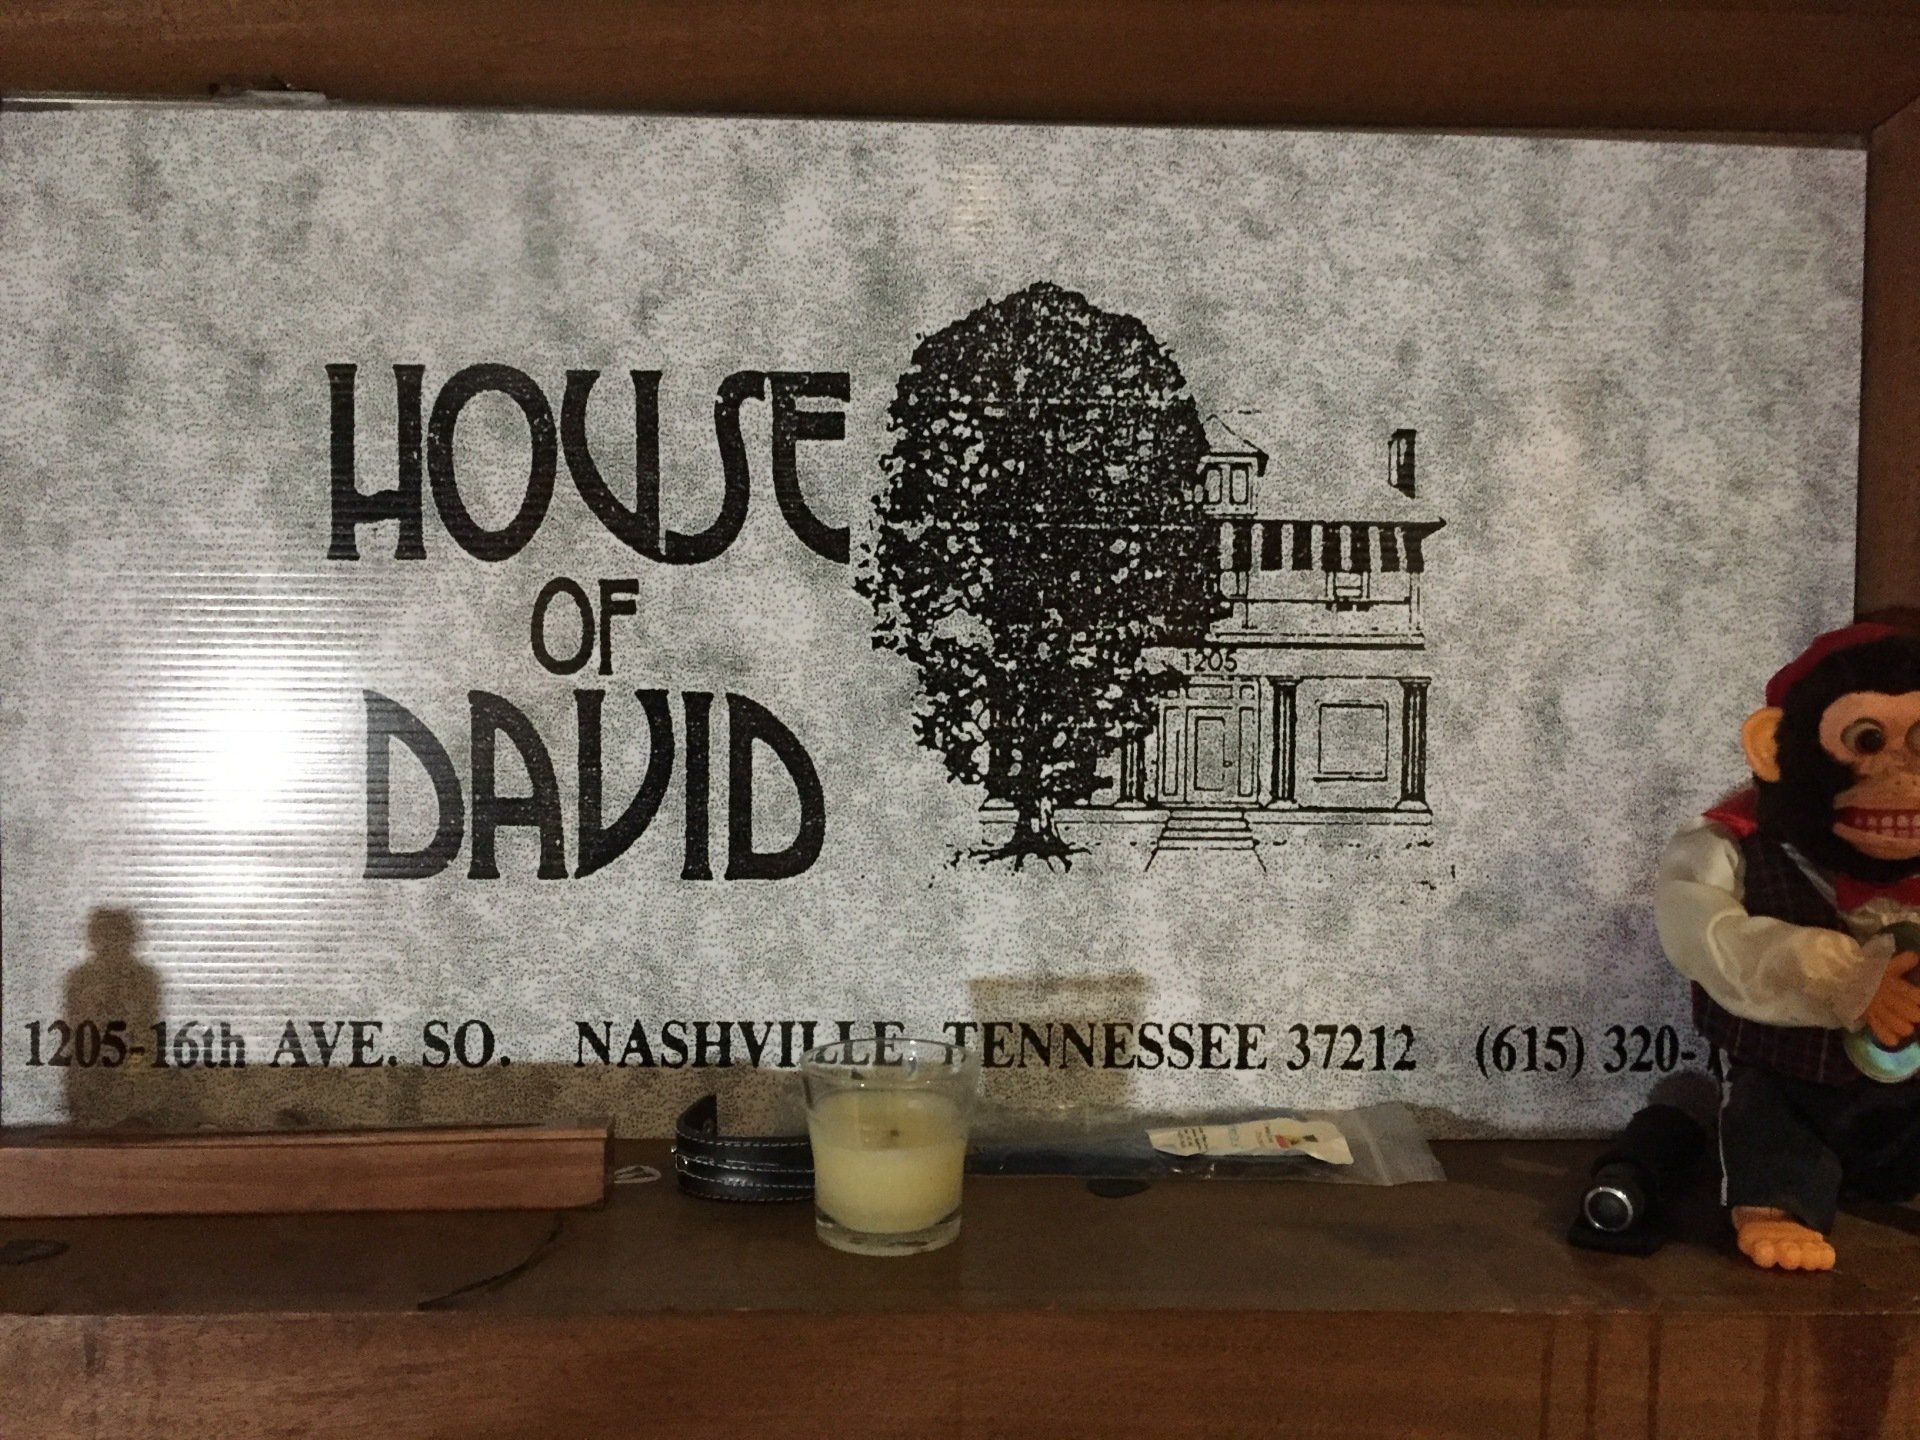 HOUSE
OF
DAVID
1205
1205-16th AVE. SO. NASHVILLE, TENNESSEE 37212 (615) 320-